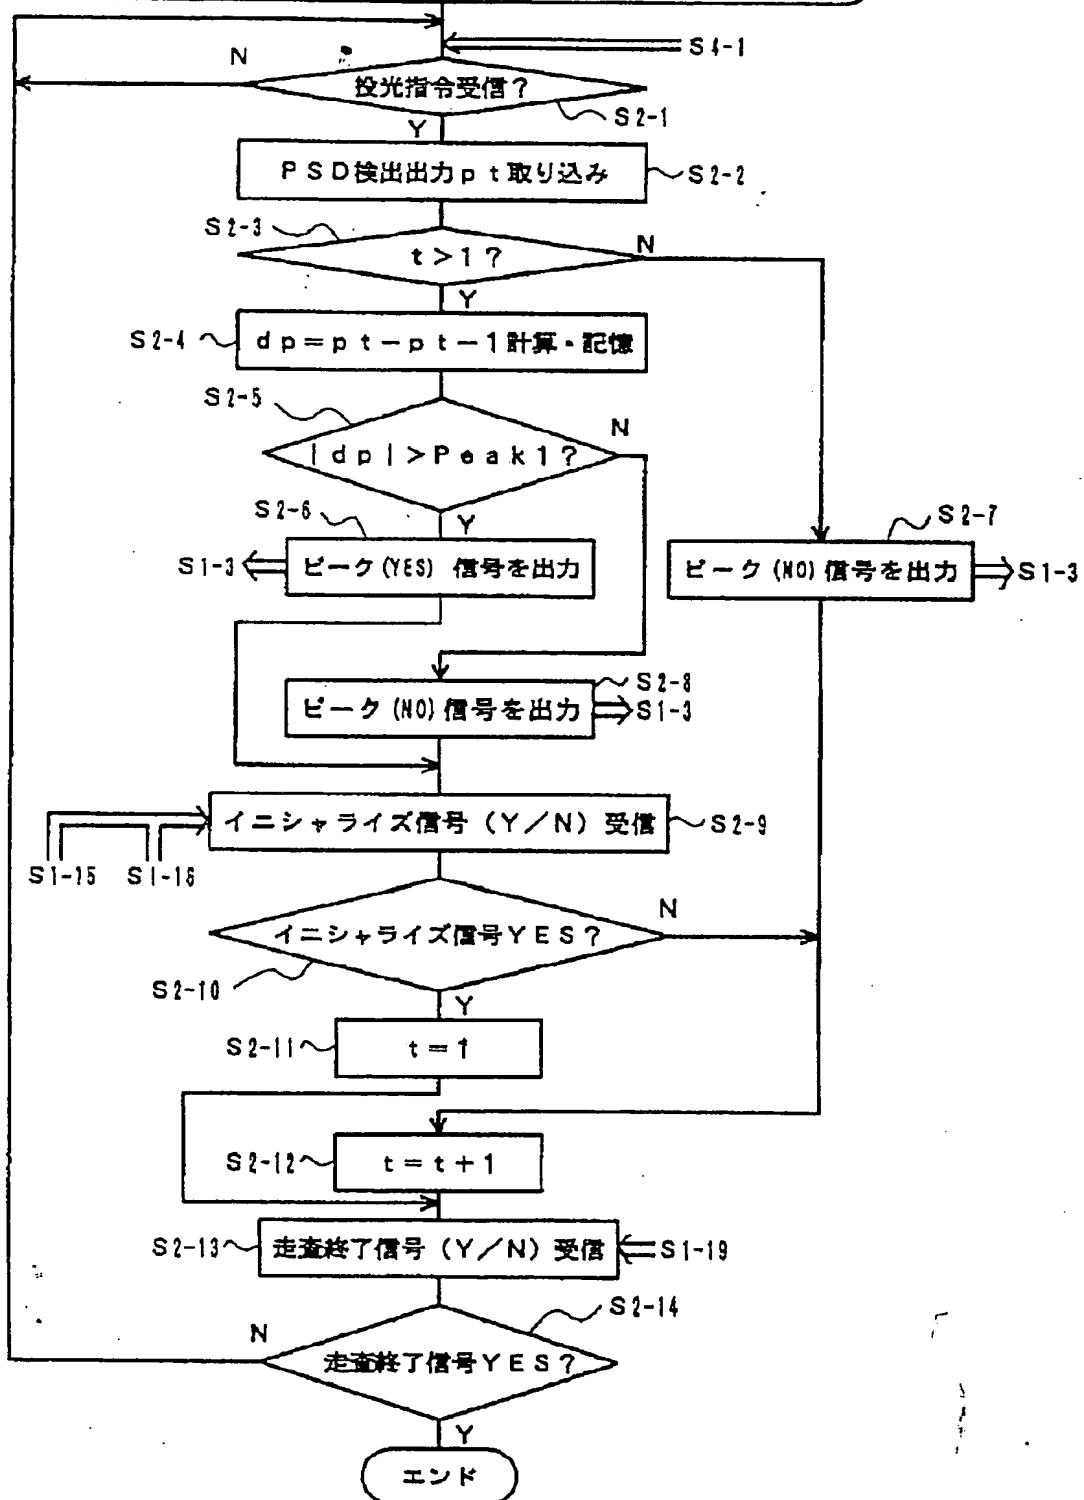 S4-1
N
投光指令受信?
S2-1
Y
PSD検出出力pt取り込み
S2-2
S2-3
t>1?
N
Y
S2-4
dp=pt-pt-1計算・記憶
S2-5
N
|dp|>Peak1?
S2-6
Y
S2-7
S1-3
ピーク(YES) 信号を出力
ピーク(NO)信号を出力
S1-3
S2-8
ピーク(NO)信号を出力
S1-3
イニシャライズ信号(Y/N)受信
S2-9
S1-15
S1-16
N
イニシャライズ信号YES?
S2-10
Y
S2-11
t=1
S2-12
t=t+1
S2-13
走査終了信号(Y/N)受信
S1-19
S2-14
N
走査終了信号YES?
Y
エンド